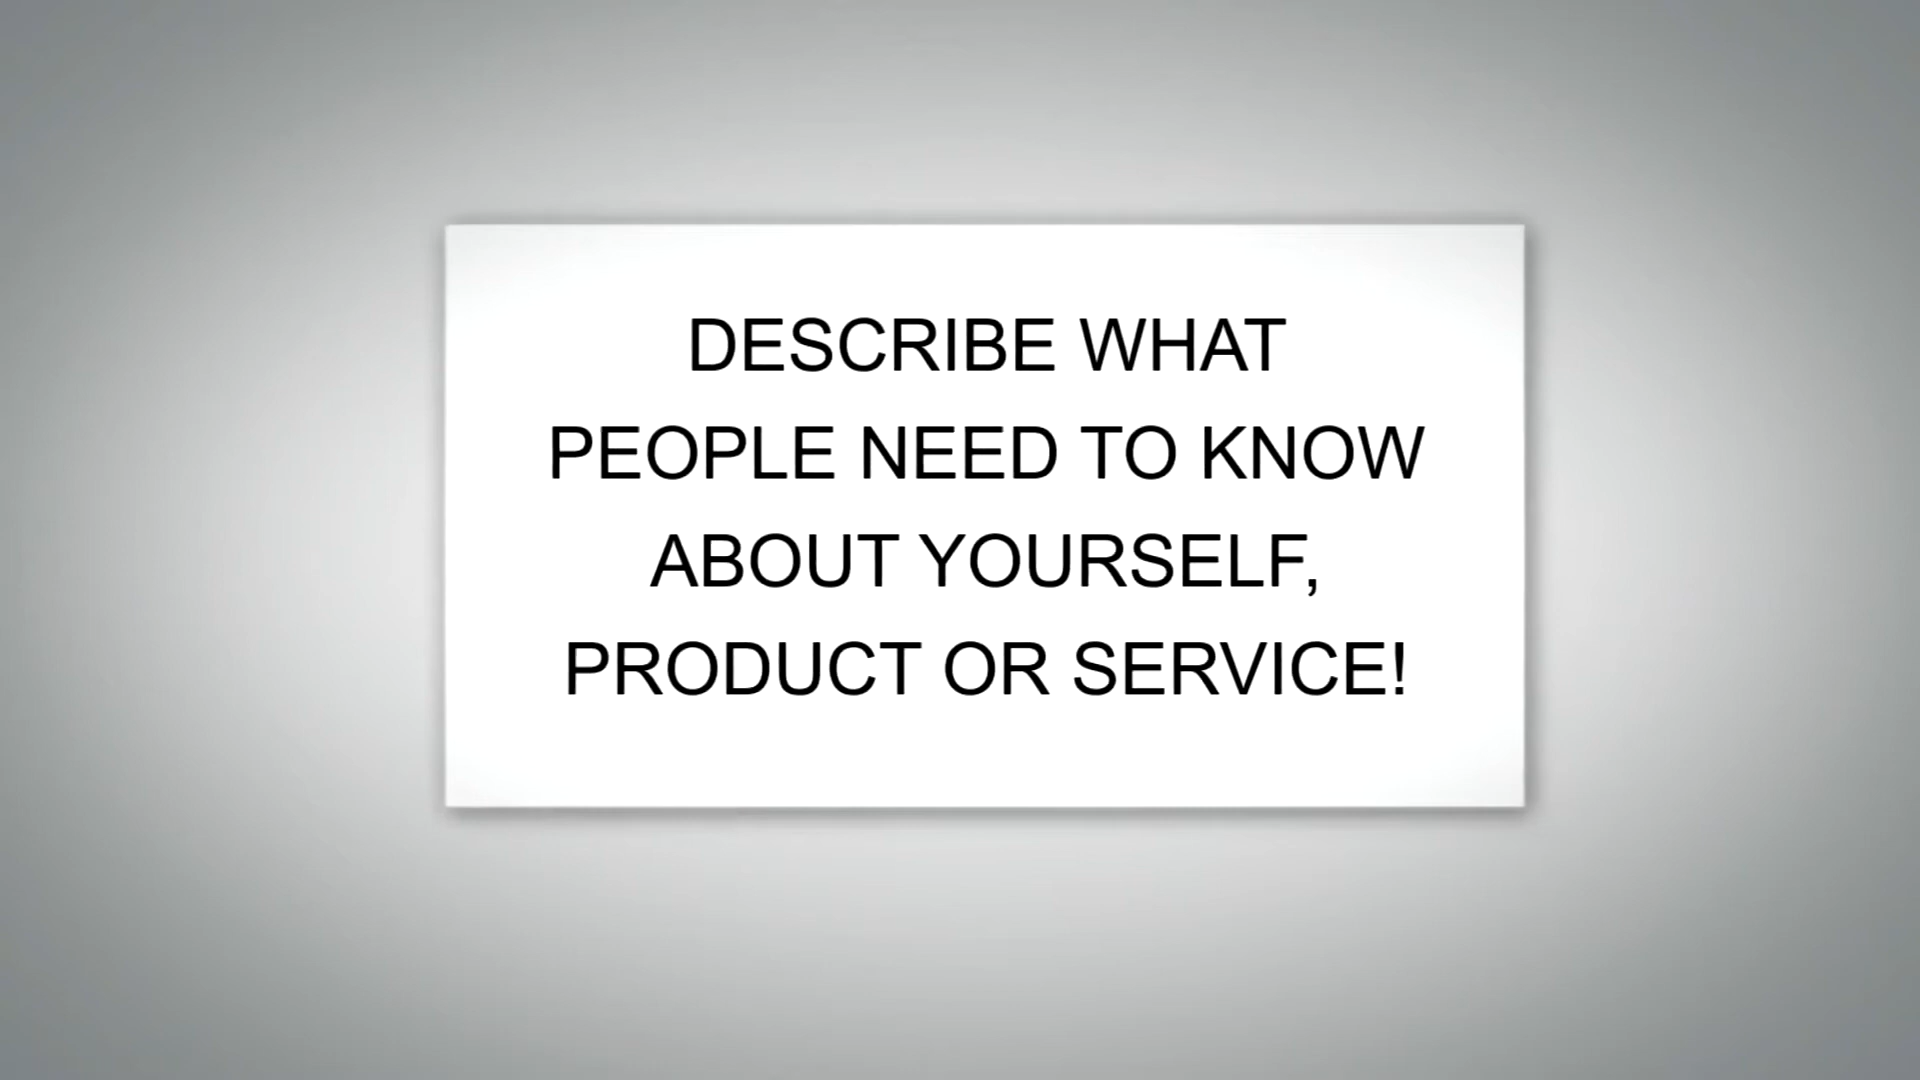 DESCRIBE WHAT
PEOPLE NEED TO KNOW
ABOUT YOURSELF,
PRODUCT OR SERVICE!